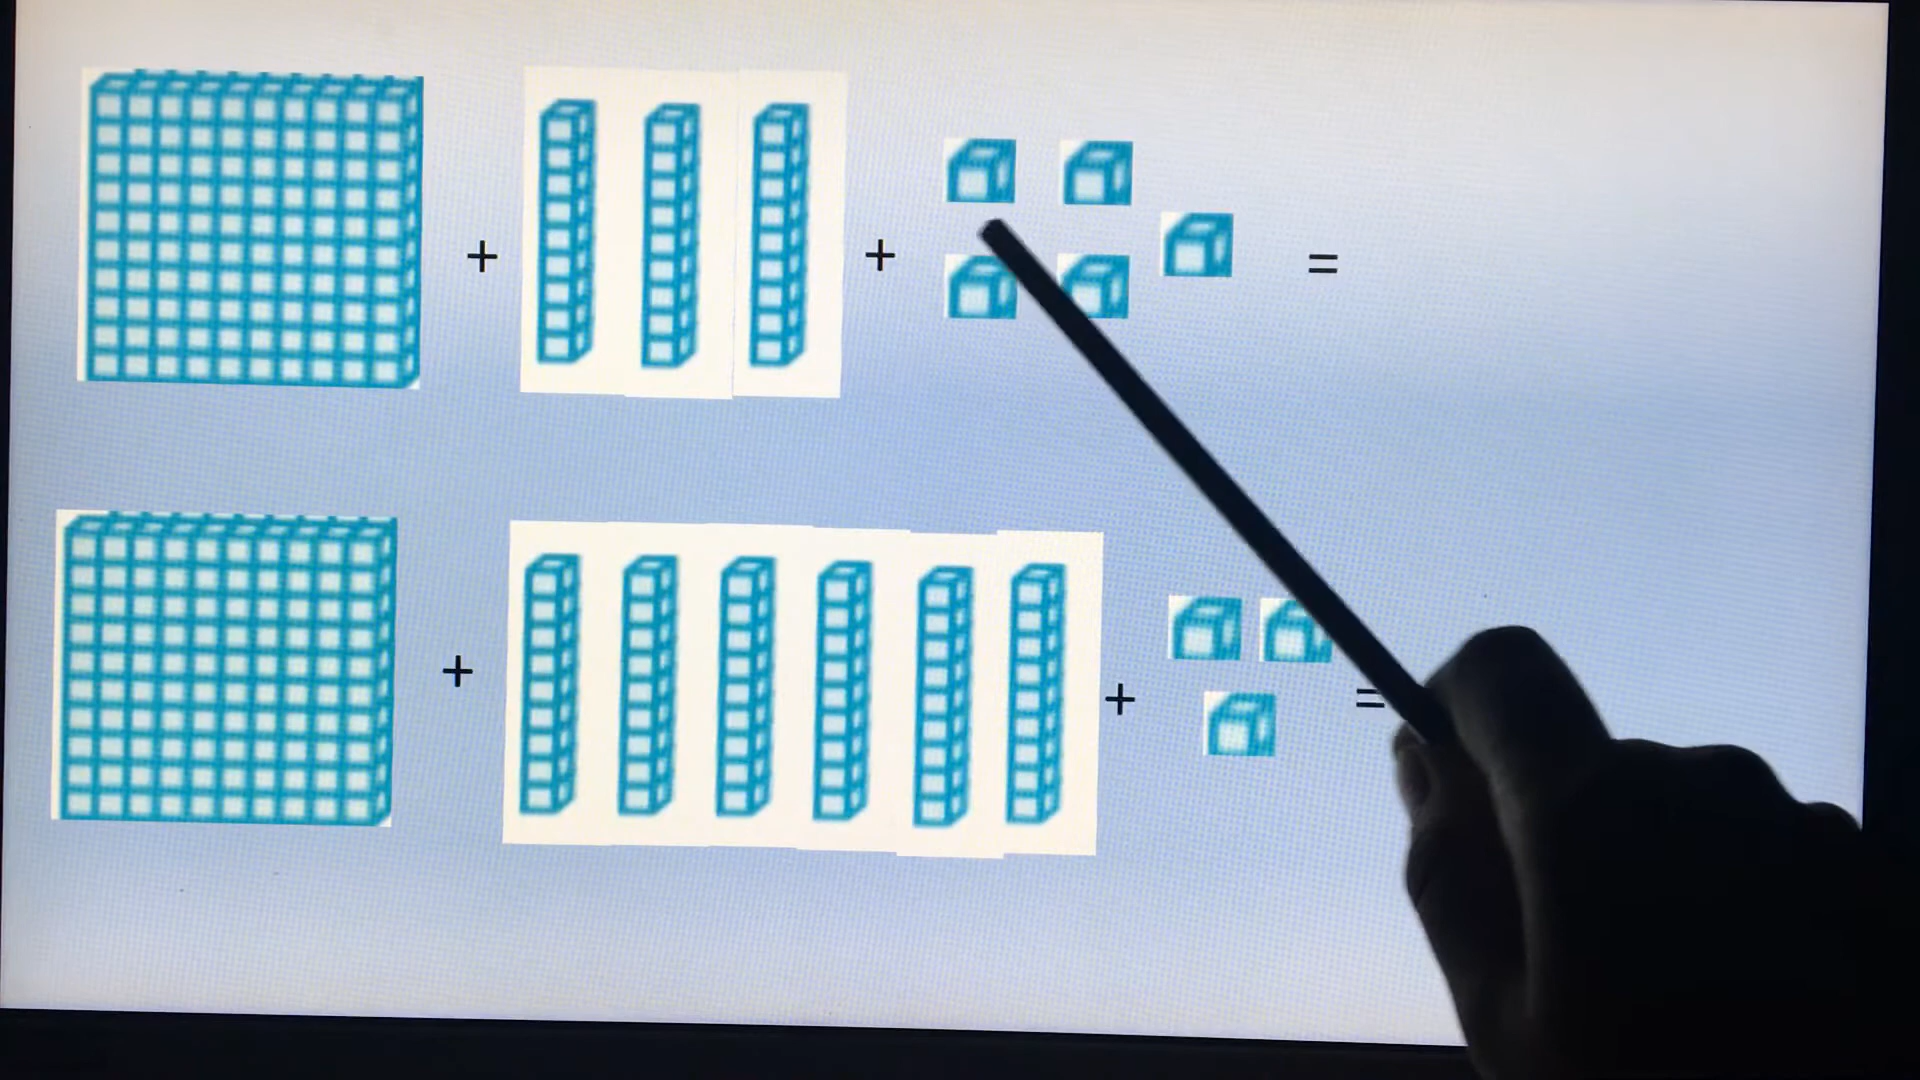 + + =
+ + =